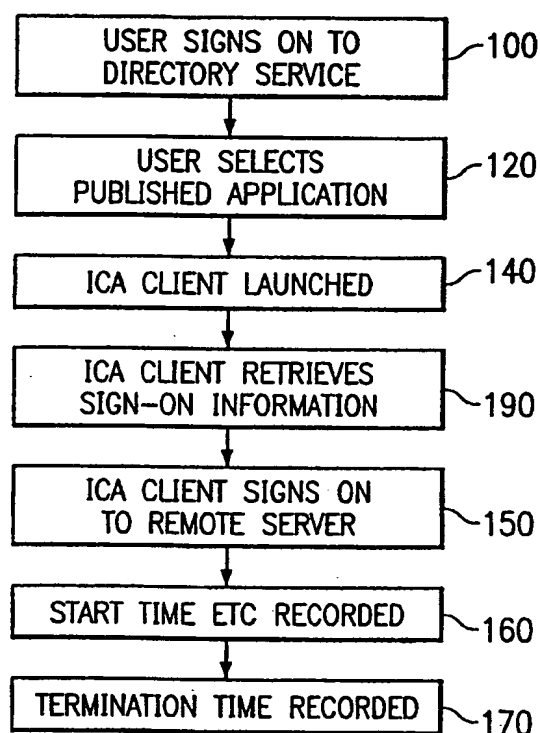 USER SIGNS ON TO
DIRECTORY SERVICE
100
USER SELECTS
PUBLISHED APPLICATION
120
ICA CLIENT LAUNCHED
140
ICA CLIENT RETRIEVES
SIGN-ON INFORMATION
190
ICA CLIENT SIGNS ON
TO REMOTE SERVER
150
START TIME ETC RECORDED
160
TERMINATION TIME RECORDED
170